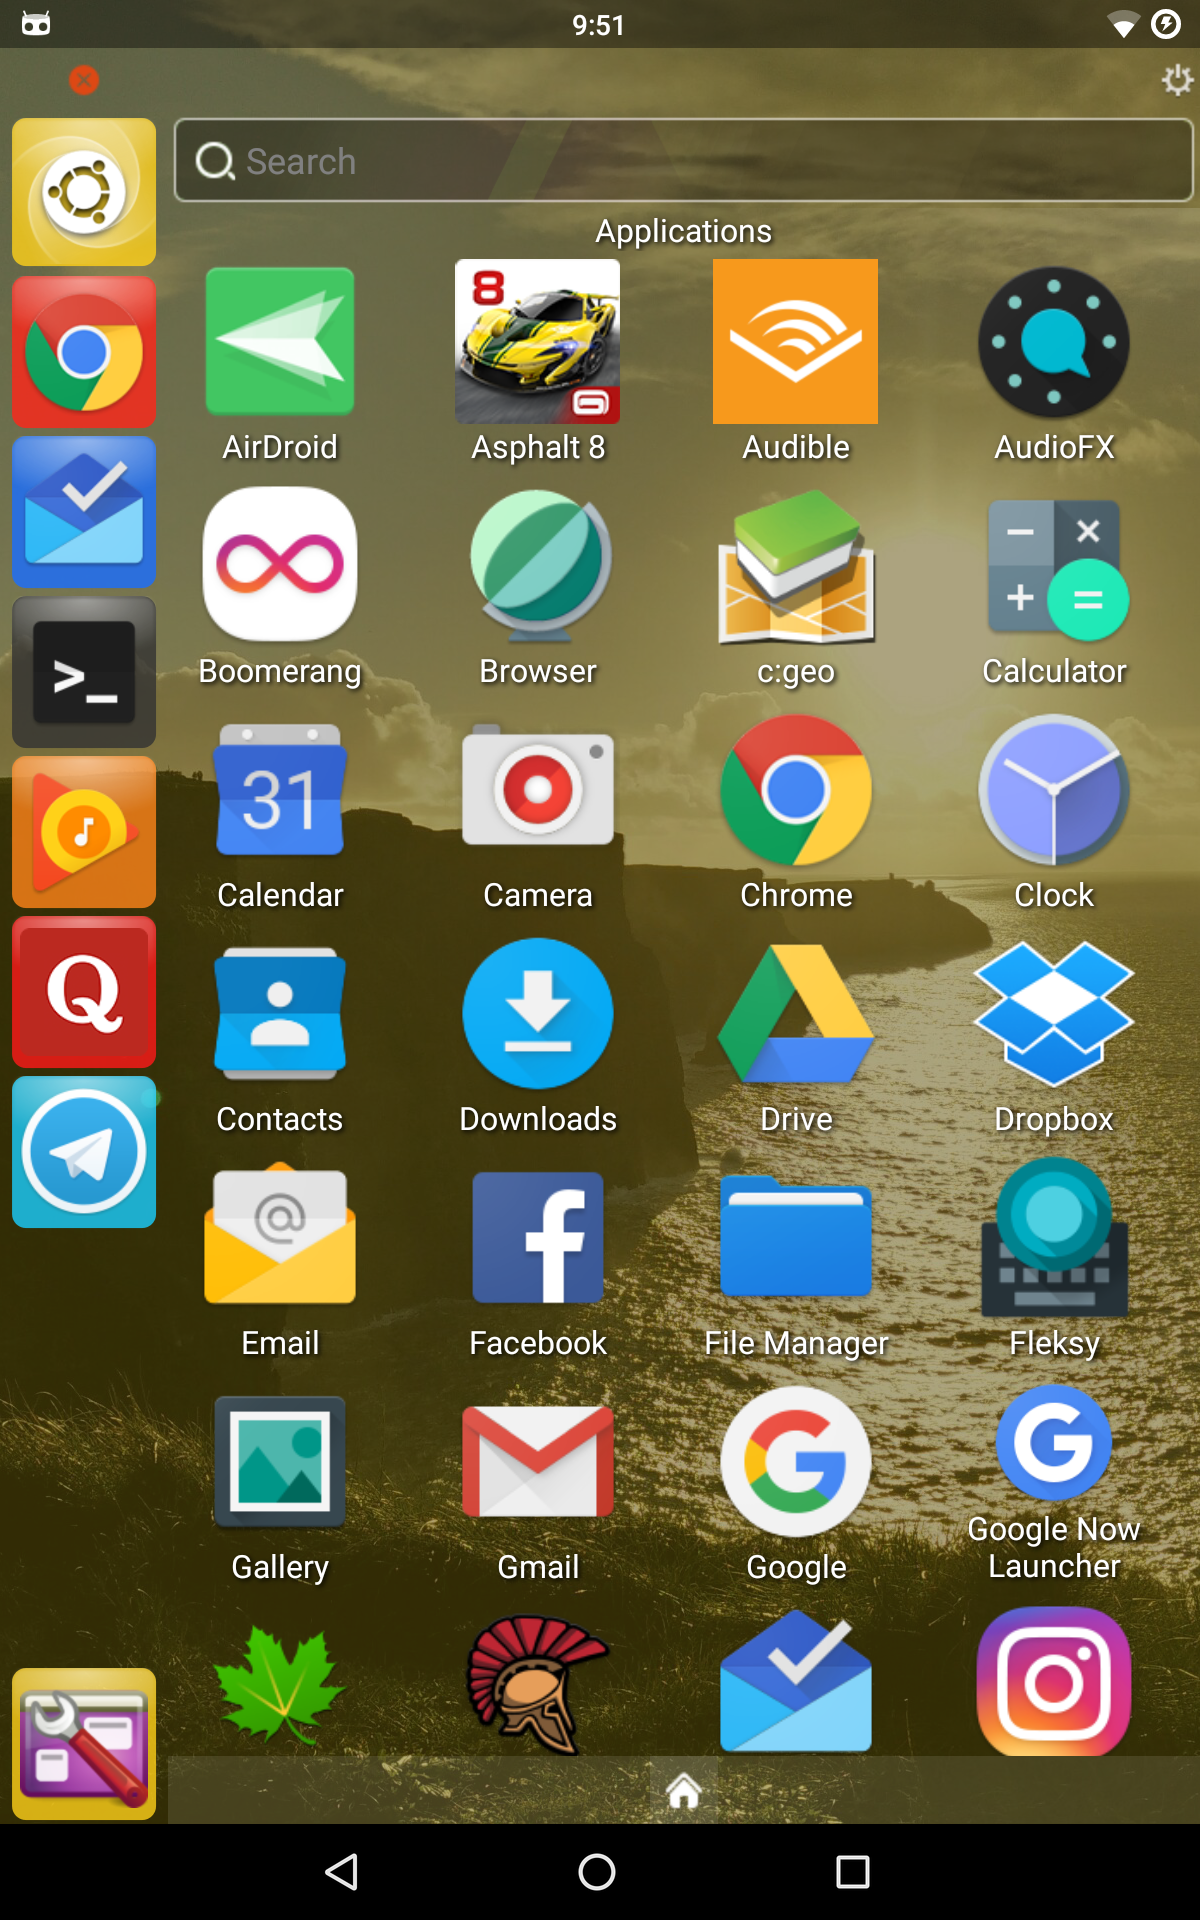 9:51
Search
Applications
8
AirDroid
Asphalt 8
Audible
AudioFX
Boomerang
Browser
c:geo
Calculator
31
Calendar
Camera
Chrome
Clock
Q
Contacts
Downloads
Drive
Dropbox
@
f
Email
Facebook
File Manager
Fleksy
G
G
Gallery
Gmail
Google
Google Now
Launcher